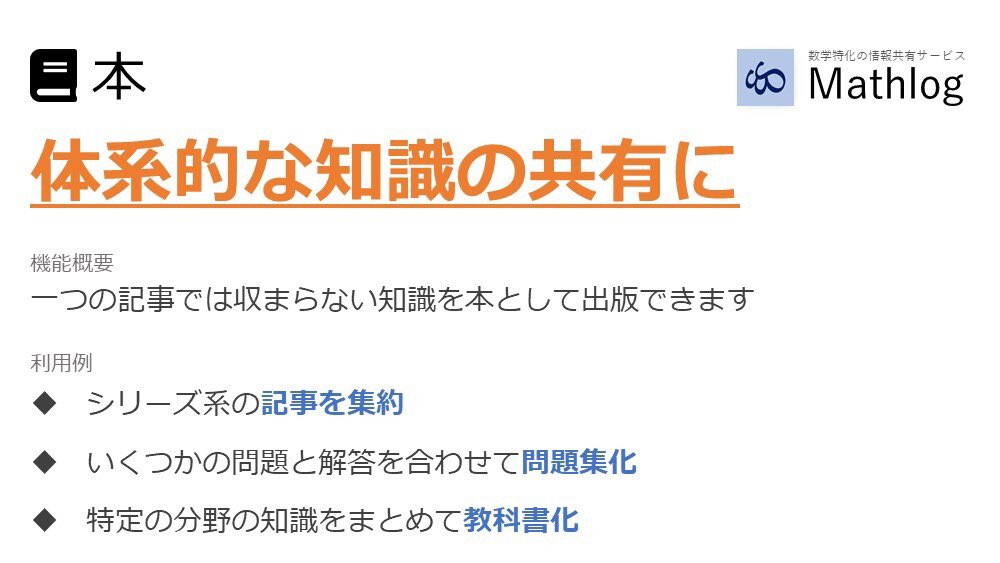 本
数学特化の情報共有サービス
Mathlog
体系的な知識の共有に
機能概要
一つの記事では収まらない知識を本として出版できます
利用例
◆ シリーズ系の記事を集約
◆ いくつかの問題と解答を合わせて問題集化
◆ 特定の分野の知識をまとめて教科書化